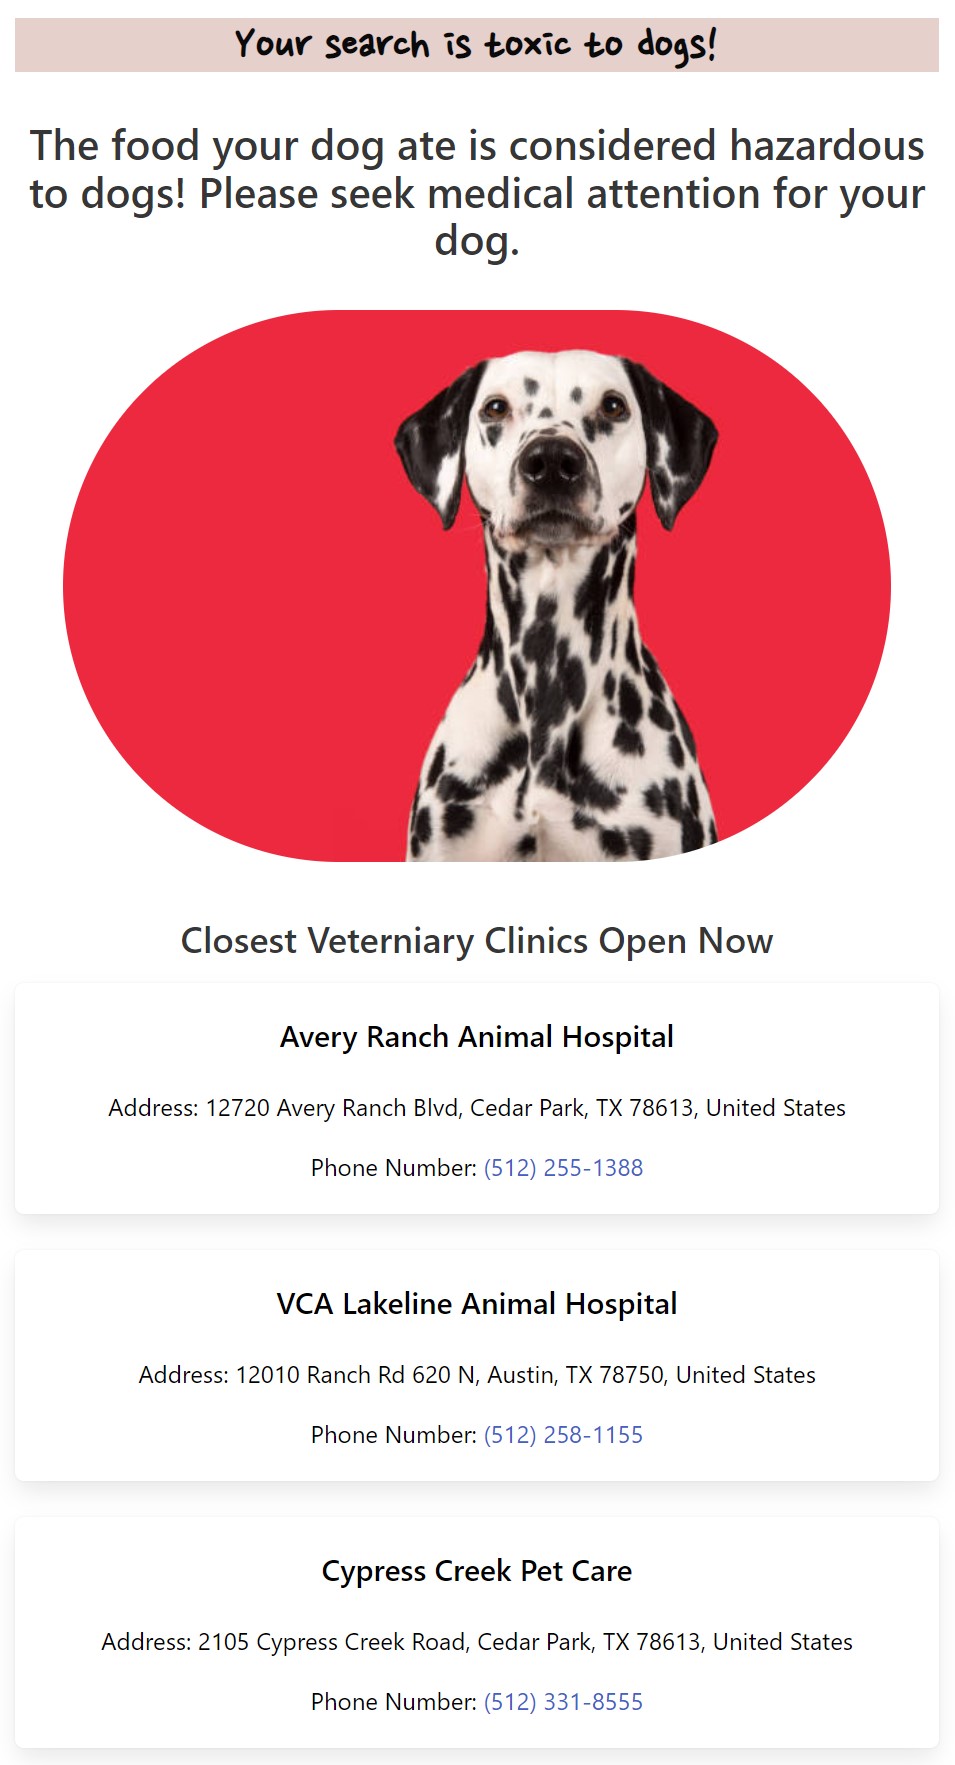 Your search is toxic to dogs!
The food your dog ate is considered hazardous
to dogs! Please seek medical attention for your
dog.
Closest Veterniary Clinics Open Now
Avery Ranch Animal Hospital
Address: 12720 Avery Ranch Blvd, Cedar Park, TX 78613, United States
Phone Number: (512) 255-1388
VCA Lakeline Animal Hospital
Address: 12010 Ranch Rd 620 N, Austin, TX 78750, United States
Phone Number: (512) 258-1155
Cypress Creek Pet Care
Address: 2105 Cypress Creek Road, Cedar Park, TX 78613, United States
Phone Number: (512) 331-8555